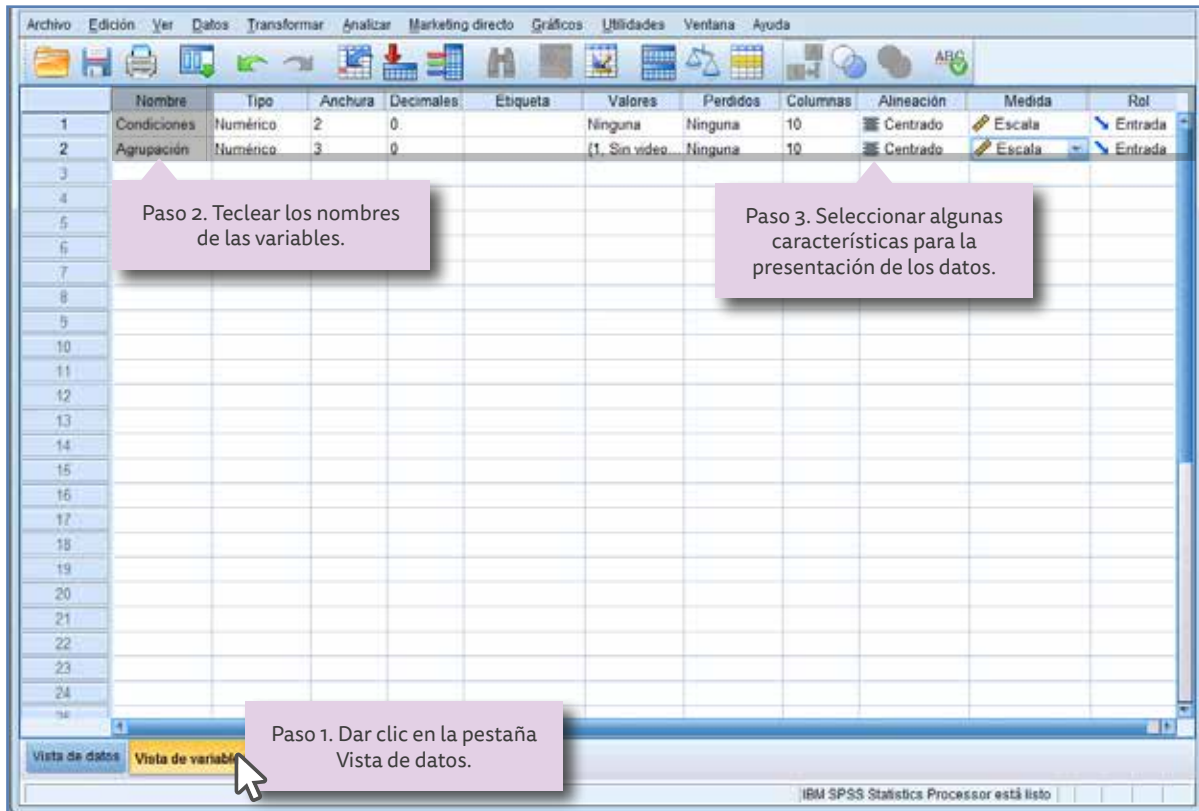 Archivo Edición Ver Datos Transformar Analizar Marketing directo Gráficos Utilidades Ventana Ayuda
ABC
Nombre Tipo Anchura Decimales Etiqueta Valores Perdidos Columnas Alineación Medida Rol
1 Condiciones Numérico 2 0 Ninguna Ninguna 10 Centrado Escala Entrada
2 Agrupación Numérico 3 0 {1, Sin video... Ninguna 10 Centrado Escala Entrada
3
4
5
6
7
8
9
10
11
12
13
14
15
16
17
18
19
20
21
22
23
24
Paso 2. Teclear los nombres
de las variables.
Paso 3. Seleccionar algunas
características para la
presentación de los datos.
Paso 1. Dar clic en la pestaña
Vista de datos.
Vista de datos Vista de variabl
IBM SPSS Statistics Processor está listo